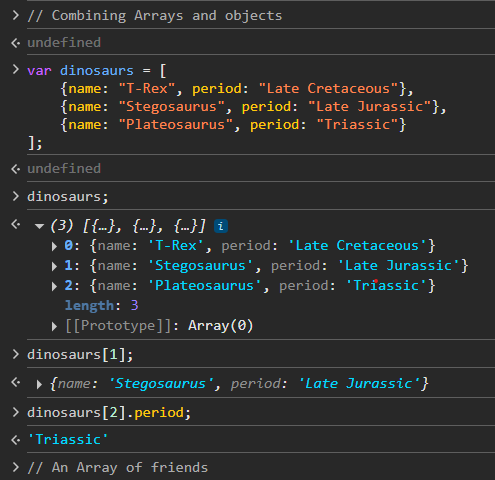 > // Combining Arrays and objects
<· undefined
> var dinosaurs = [
{name: "T-Rex", period: "Late Cretaceous"},
{name: "Stegosaurus", period: "Late Jurassic"},
{name: "Plateosaurus", period: "Triassic"}
];
<· undefined
> dinosaurs;
<· ▼ (3) [{…}, {…}, {…}] i
▶ 0: {name: 'T-Rex', period: 'Late Cretaceous'}
▶ 1: {name: 'Stegosaurus', period: 'Late Jurassic'}
▶ 2: {name: 'Plateosaurus', period: 'Triassic'}
length: 3
▶ [[Prototype]]: Array(0)
> dinosaurs[1];
<· ▶ {name: 'Stegosaurus', period: 'Late Jurassic'}
> dinosaurs[2].period;
<· 'Triassic'
> // An Array of friends